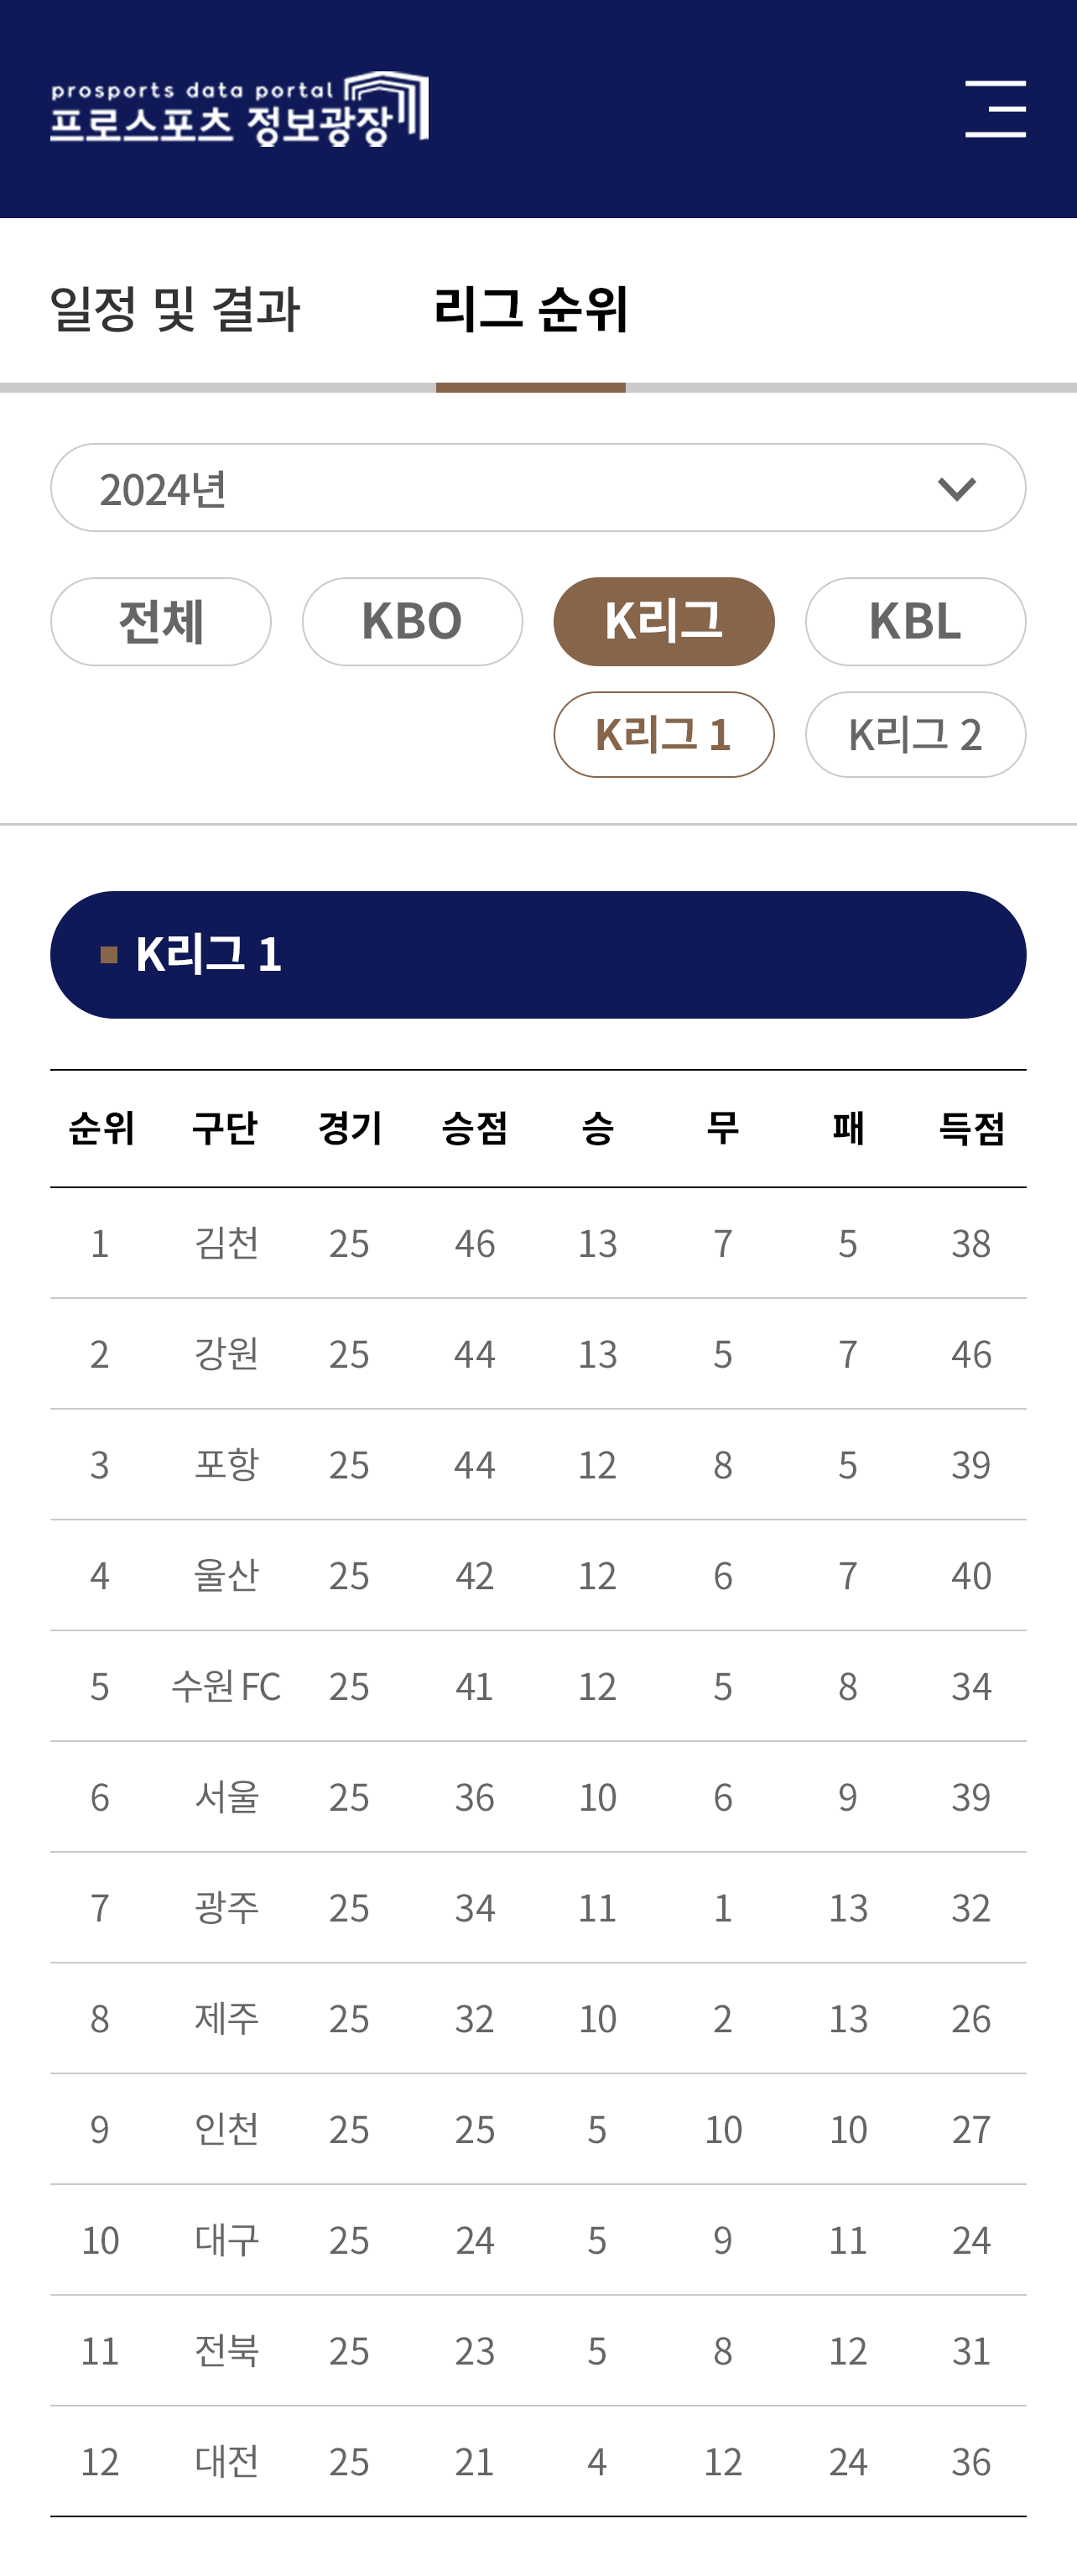 prosports data portal
프로스포츠 정보광장
일정 및 결과 리그 순위
2024년
전체 KBO K리그 KBL
K리그 1 K리그 2
K리그 1
순위 구단 경기 승점 승 무 패 득점
1 김천 25 46 13 7 5 38
2 강원 25 44 13 5 7 46
3 포항 25 44 12 8 5 39
4 울산 25 42 12 6 7 40
5 수원 FC 25 41 12 5 8 34
6 서울 25 36 10 6 9 39
7 광주 25 34 11 1 13 32
8 제주 25 32 10 2 13 26
9 인천 25 25 5 10 10 27
10 대구 25 24 5 9 11 24
11 전북 25 23 5 8 12 31
12 대전 25 21 4 12 24 36